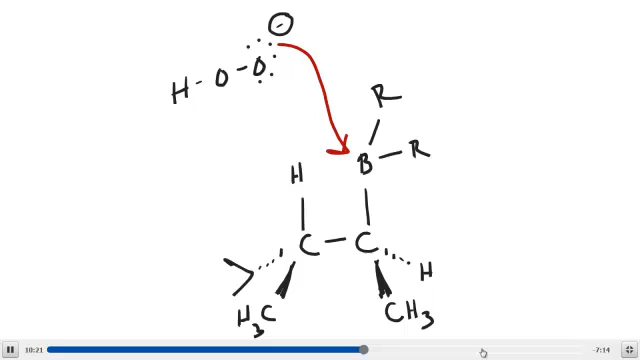 −
H - O - O
R
B - R
H
C - C
H
H3C
CH3
10:21
-7:14